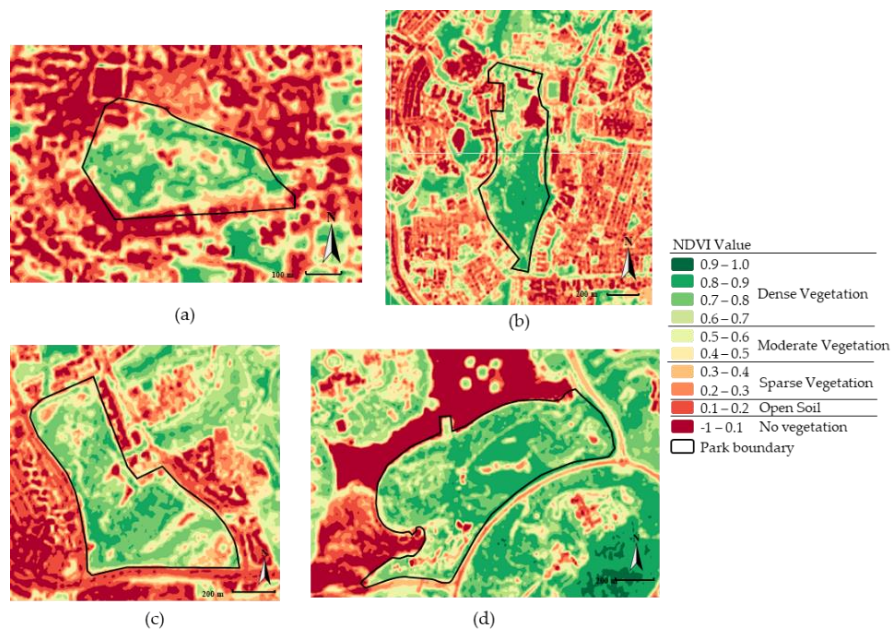 N
100 m
(a)
N
200 m
(b)
NDVI Value
0.9 – 1.0
0.8 – 0.9
0.7 – 0.8
0.6 – 0.7
Dense Vegetation
0.5 – 0.6
0.4 – 0.5
Moderate Vegetation
0.3 – 0.4
0.2 – 0.3
Sparse Vegetation
0.1 – 0.2 Open Soil
-1 – 0.1 No vegetation
Park boundary
200 m
(c)
N
(d)